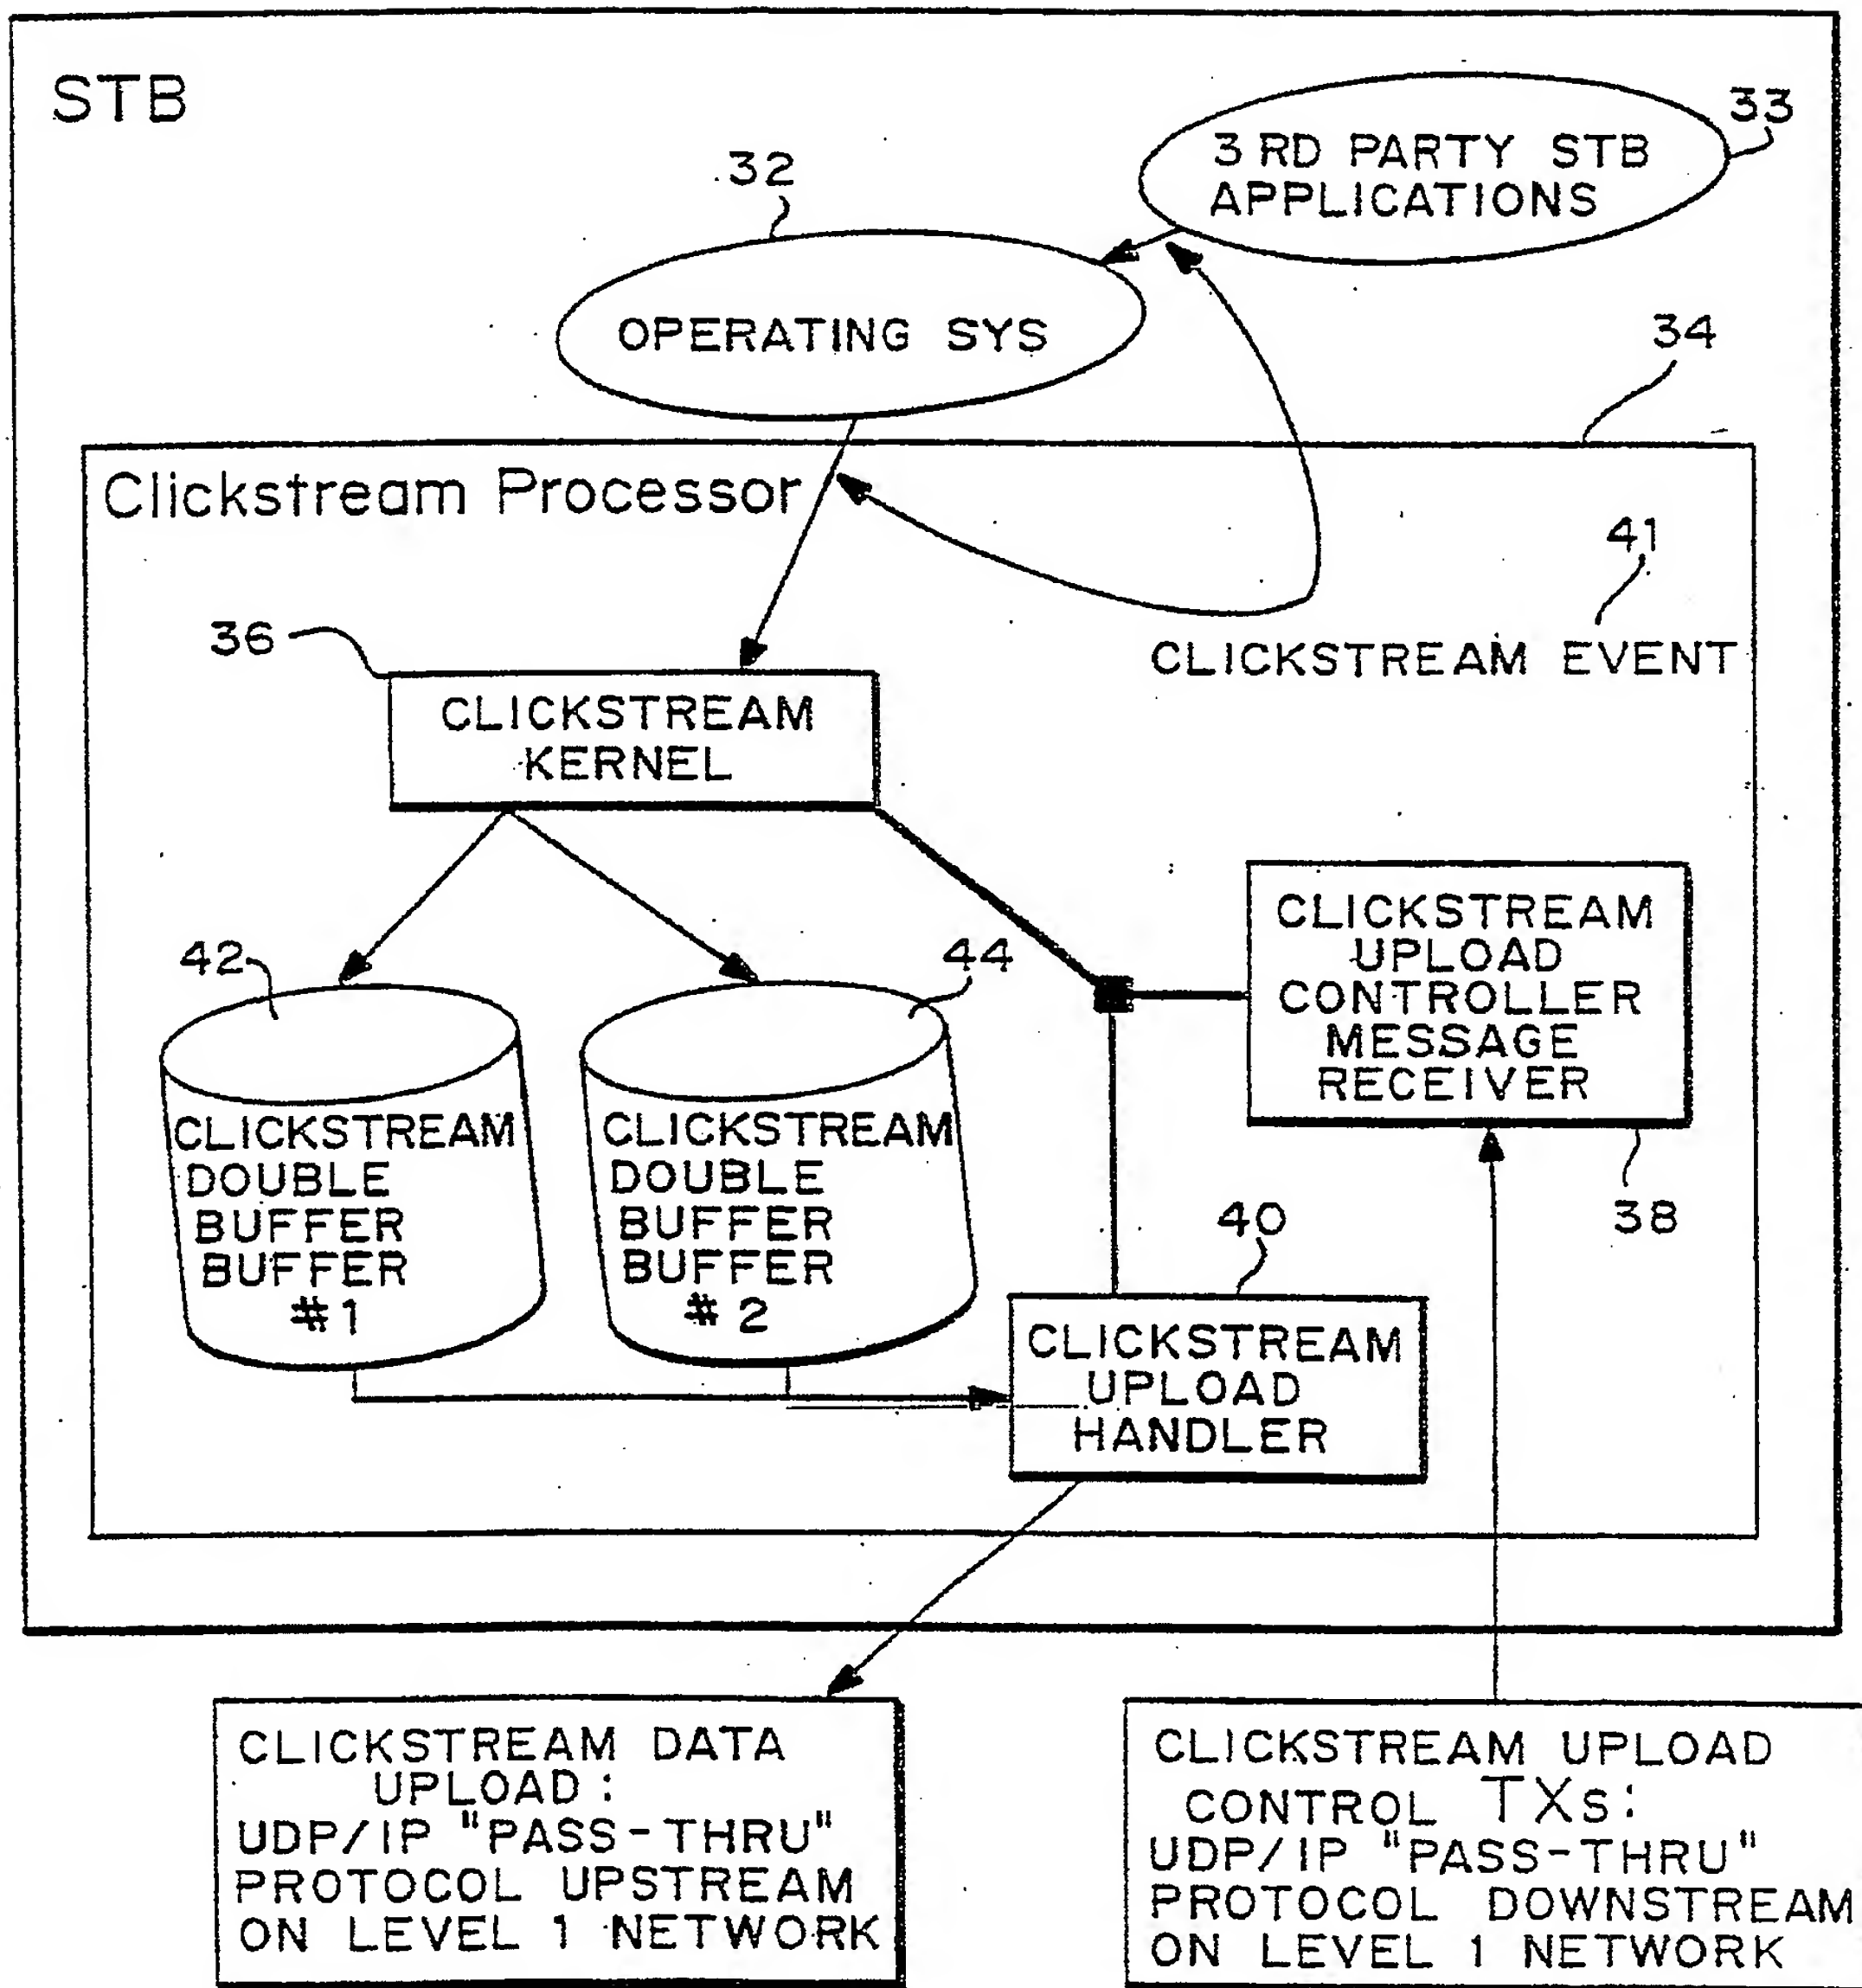 STB
33
3 RD PARTY STB
APPLICATIONS
32
OPERATING SYS
34
Clickstream Processor
41
CLICKSTREAM EVENT
36
CLICKSTREAM
KERNEL
42
44
CLICKSTREAM
UPLOAD
CONTROLLER
MESSAGE
RECEIVER
38
CLICKSTREAM
DOUBLE
BUFFER
BUFFER
#1
CLICKSTREAM
DOUBLE
BUFFER
BUFFER
#2
40
CLICKSTREAM
UPLOAD
HANDLER
CLICKSTREAM DATA
UPLOAD:
UDP/IP "PASS-THRU"
PROTOCOL UPSTREAM
ON LEVEL 1 NETWORK
CLICKSTREAM UPLOAD
CONTROL TXs:
UDP/IP "PASS-THRU"
PROTOCOL DOWNSTREAM
ON LEVEL 1 NETWORK